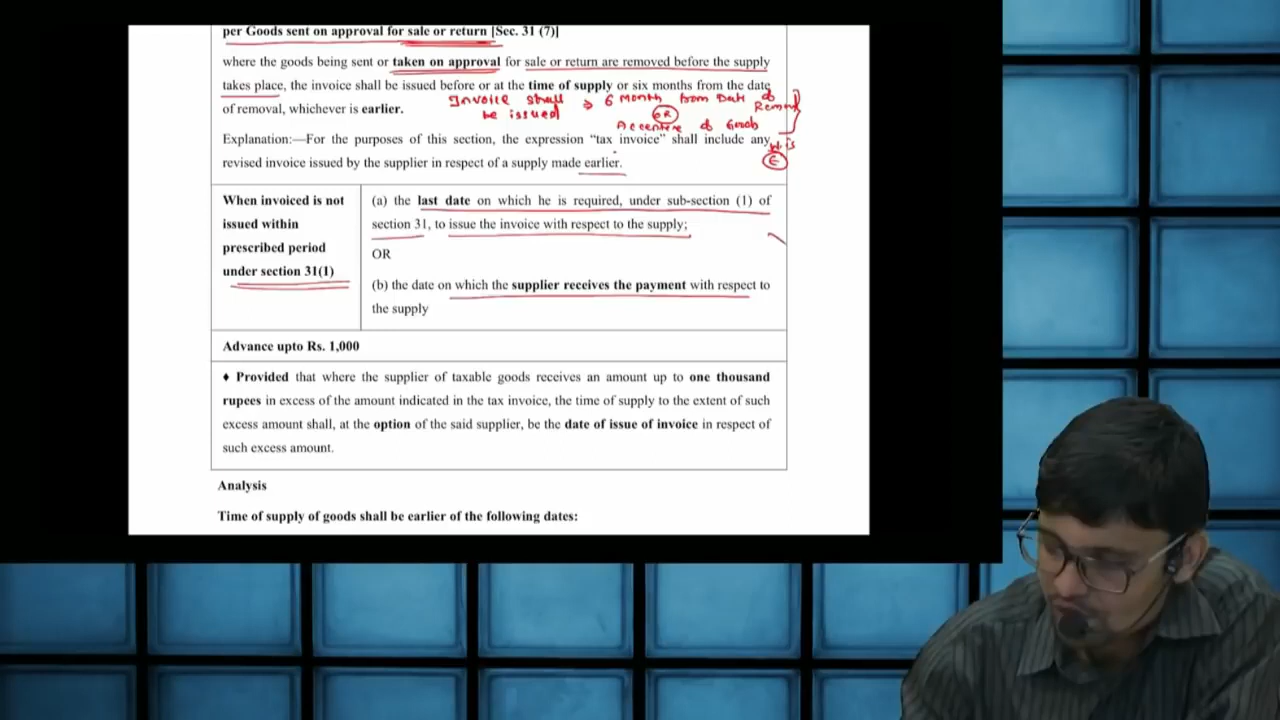 per Goods sent on approval for sale or return [Sec. 31 (7)]
where the goods being sent or taken on approval for sale or return are removed before the supply
takes place, the invoice shall be issued before or at the time of supply or six months from the date
of removal, whichever is earlier.
Invoice shall be issued → 6 Month from Date of Removal
OR
of Goods
W.is
E
Explanation:—For the purposes of this section, the expression “tax invoice” shall include any
revised invoice issued by the supplier in respect of a supply made earlier.
When invoiced is not
issued within
prescribed period
under section 31(1)
(a) the last date on which he is required, under sub-section (1) of
section 31, to issue the invoice with respect to the supply;
OR
(b) the date on which the supplier receives the payment with respect to
the supply
Advance upto Rs. 1,000
♦ Provided that where the supplier of taxable goods receives an amount up to one thousand
rupees in excess of the amount indicated in the tax invoice, the time of supply to the extent of such
excess amount shall, at the option of the said supplier, be the date of issue of invoice in respect of
such excess amount.
Analysis
Time of supply of goods shall be earlier of the following dates: